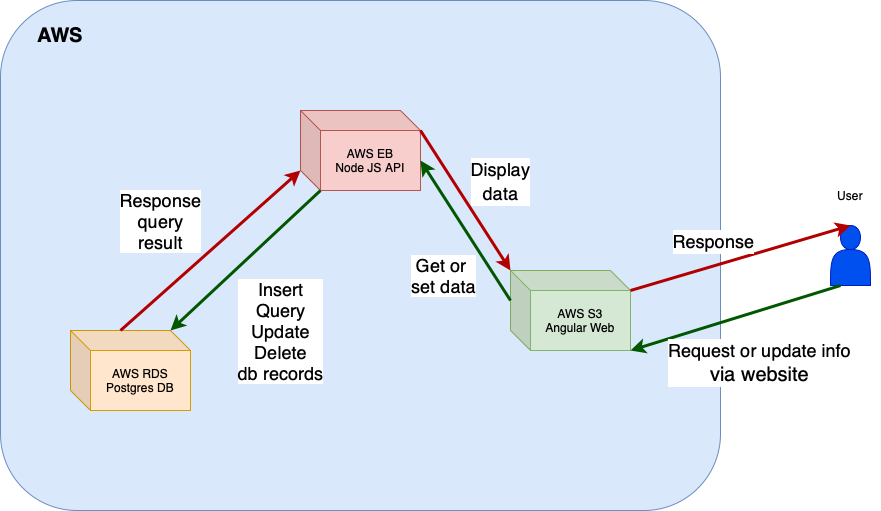 AWS
AWS EB
Node JS API
Display
data
User
Response
query
result
Response
Get or
set data
Insert
Query
Update
Delete
db records
AWS S3
Angular Web
Request or update info
via website
AWS RDS
Postgres DB